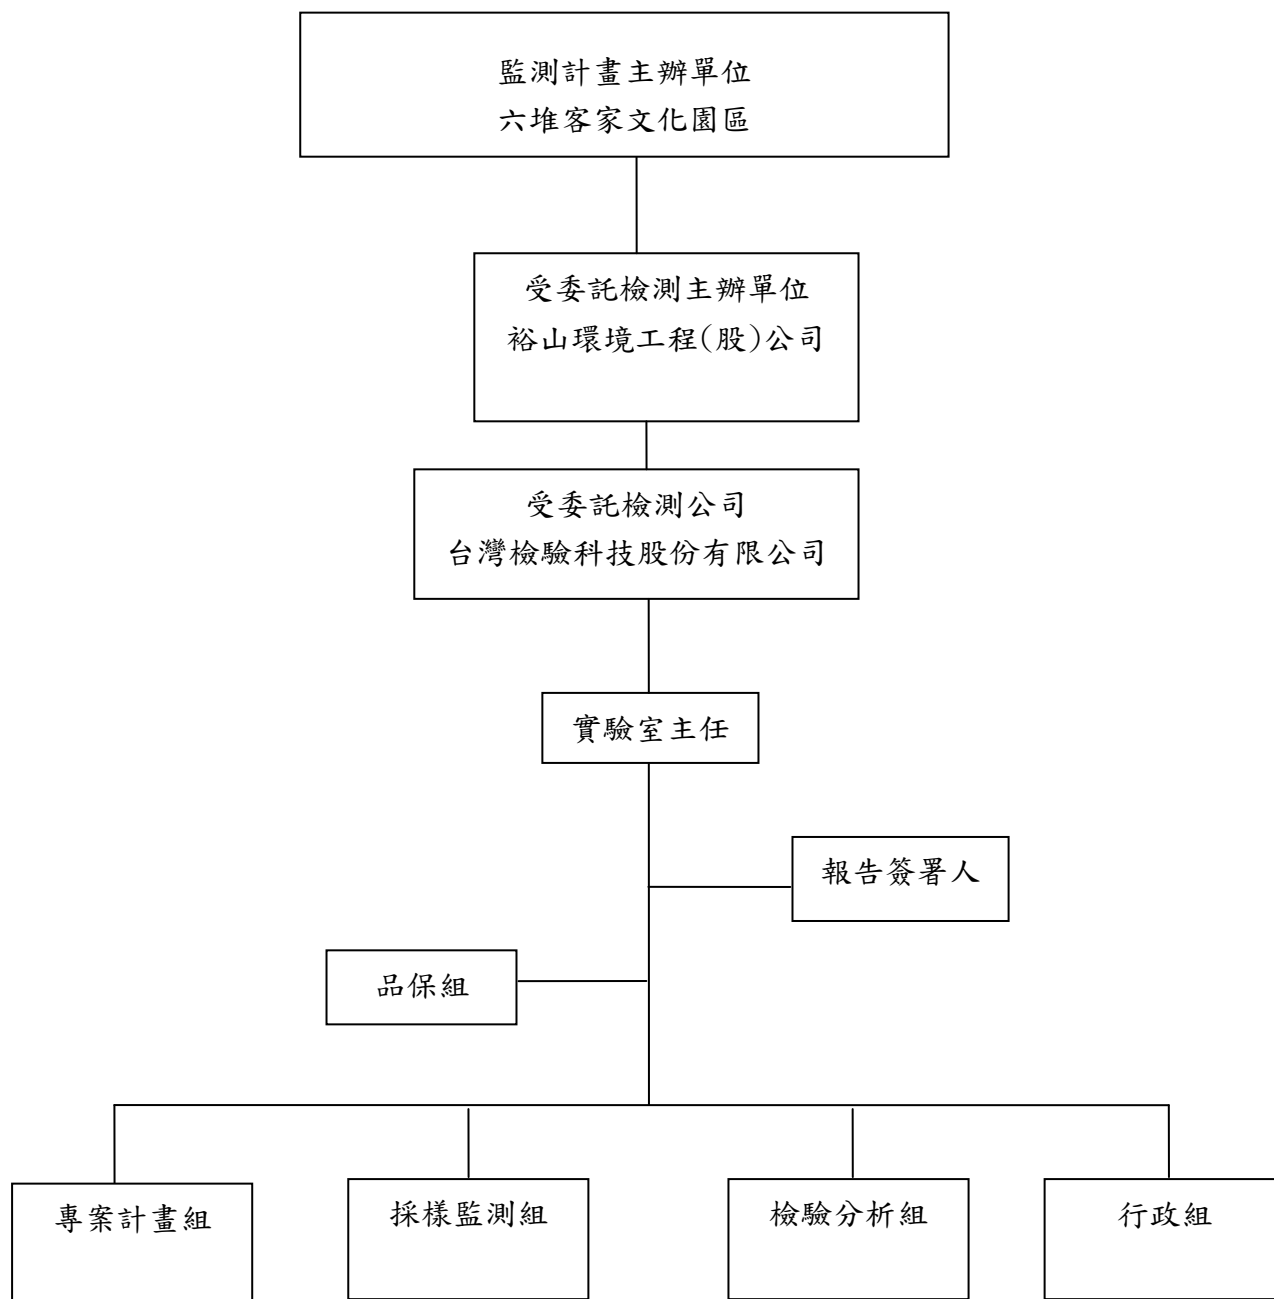 監測計畫主辦單位
六堆客家文化園區
受委託檢測主辦單位
裕山環境工程(股)公司
受委託檢測公司
台灣檢驗科技股份有限公司
實驗室主任
報告簽署人
品保組
專案計畫組
採樣監測組
檢驗分析組
行政組